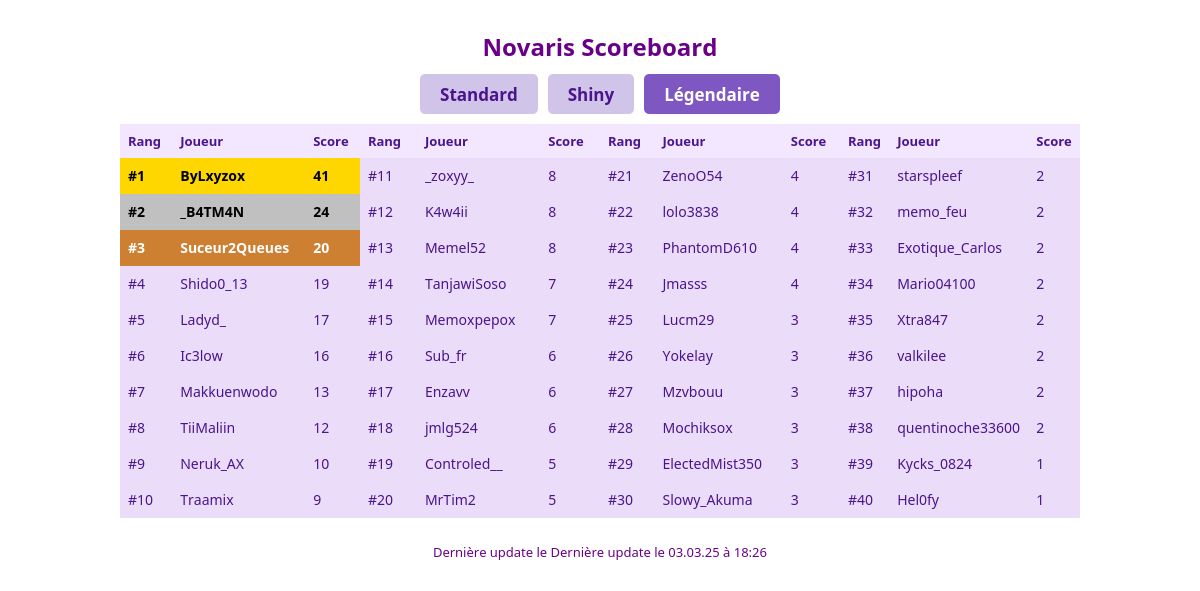 Novaris Scoreboard
Standard Shiny Légendaire
Rang Joueur Score Rang Joueur Score Rang Joueur Score Rang Joueur Score
#1 ByLxyzox 41 #11 _zoxyy_ 8 #21 ZenoO54 4 #31 starspleef 2
#2 _B4TM4N 24 #12 K4w4ii 8 #22 lolo3838 4 #32 memo_feu 2
#3 Suceur2Queues 20 #13 Memel52 8 #23 PhantomD610 4 #33 Exotique_Carlos 2
#4 Shido0_13 19 #14 TanjawiSoso 7 #24 Jmasss 4 #34 Mario04100 2
#5 Ladyd_ 17 #15 Memoxpepox 7 #25 Lucm29 3 #35 Xtra847 2
#6 Ic3low 16 #16 Sub_fr 6 #26 Yokelay 3 #36 valkilee 2
#7 Makkuenwodo 13 #17 Enzavv 6 #27 Mzvbouu 3 #37 hipoha 2
#8 TiiMaliin 12 #18 jmlg524 6 #28 Mochiksox 3 #38 quentinoche33600 2
#9 Neruk_AX 10 #19 Controled__ 5 #29 ElectedMist350 3 #39 Kycks_0824 1
#10 Traamix 9 #20 MrTim2 5 #30 Slowy_Akuma 3 #40 Hel0fy 1
Dernière update le Dernière update le 03.03.25 à 18:26